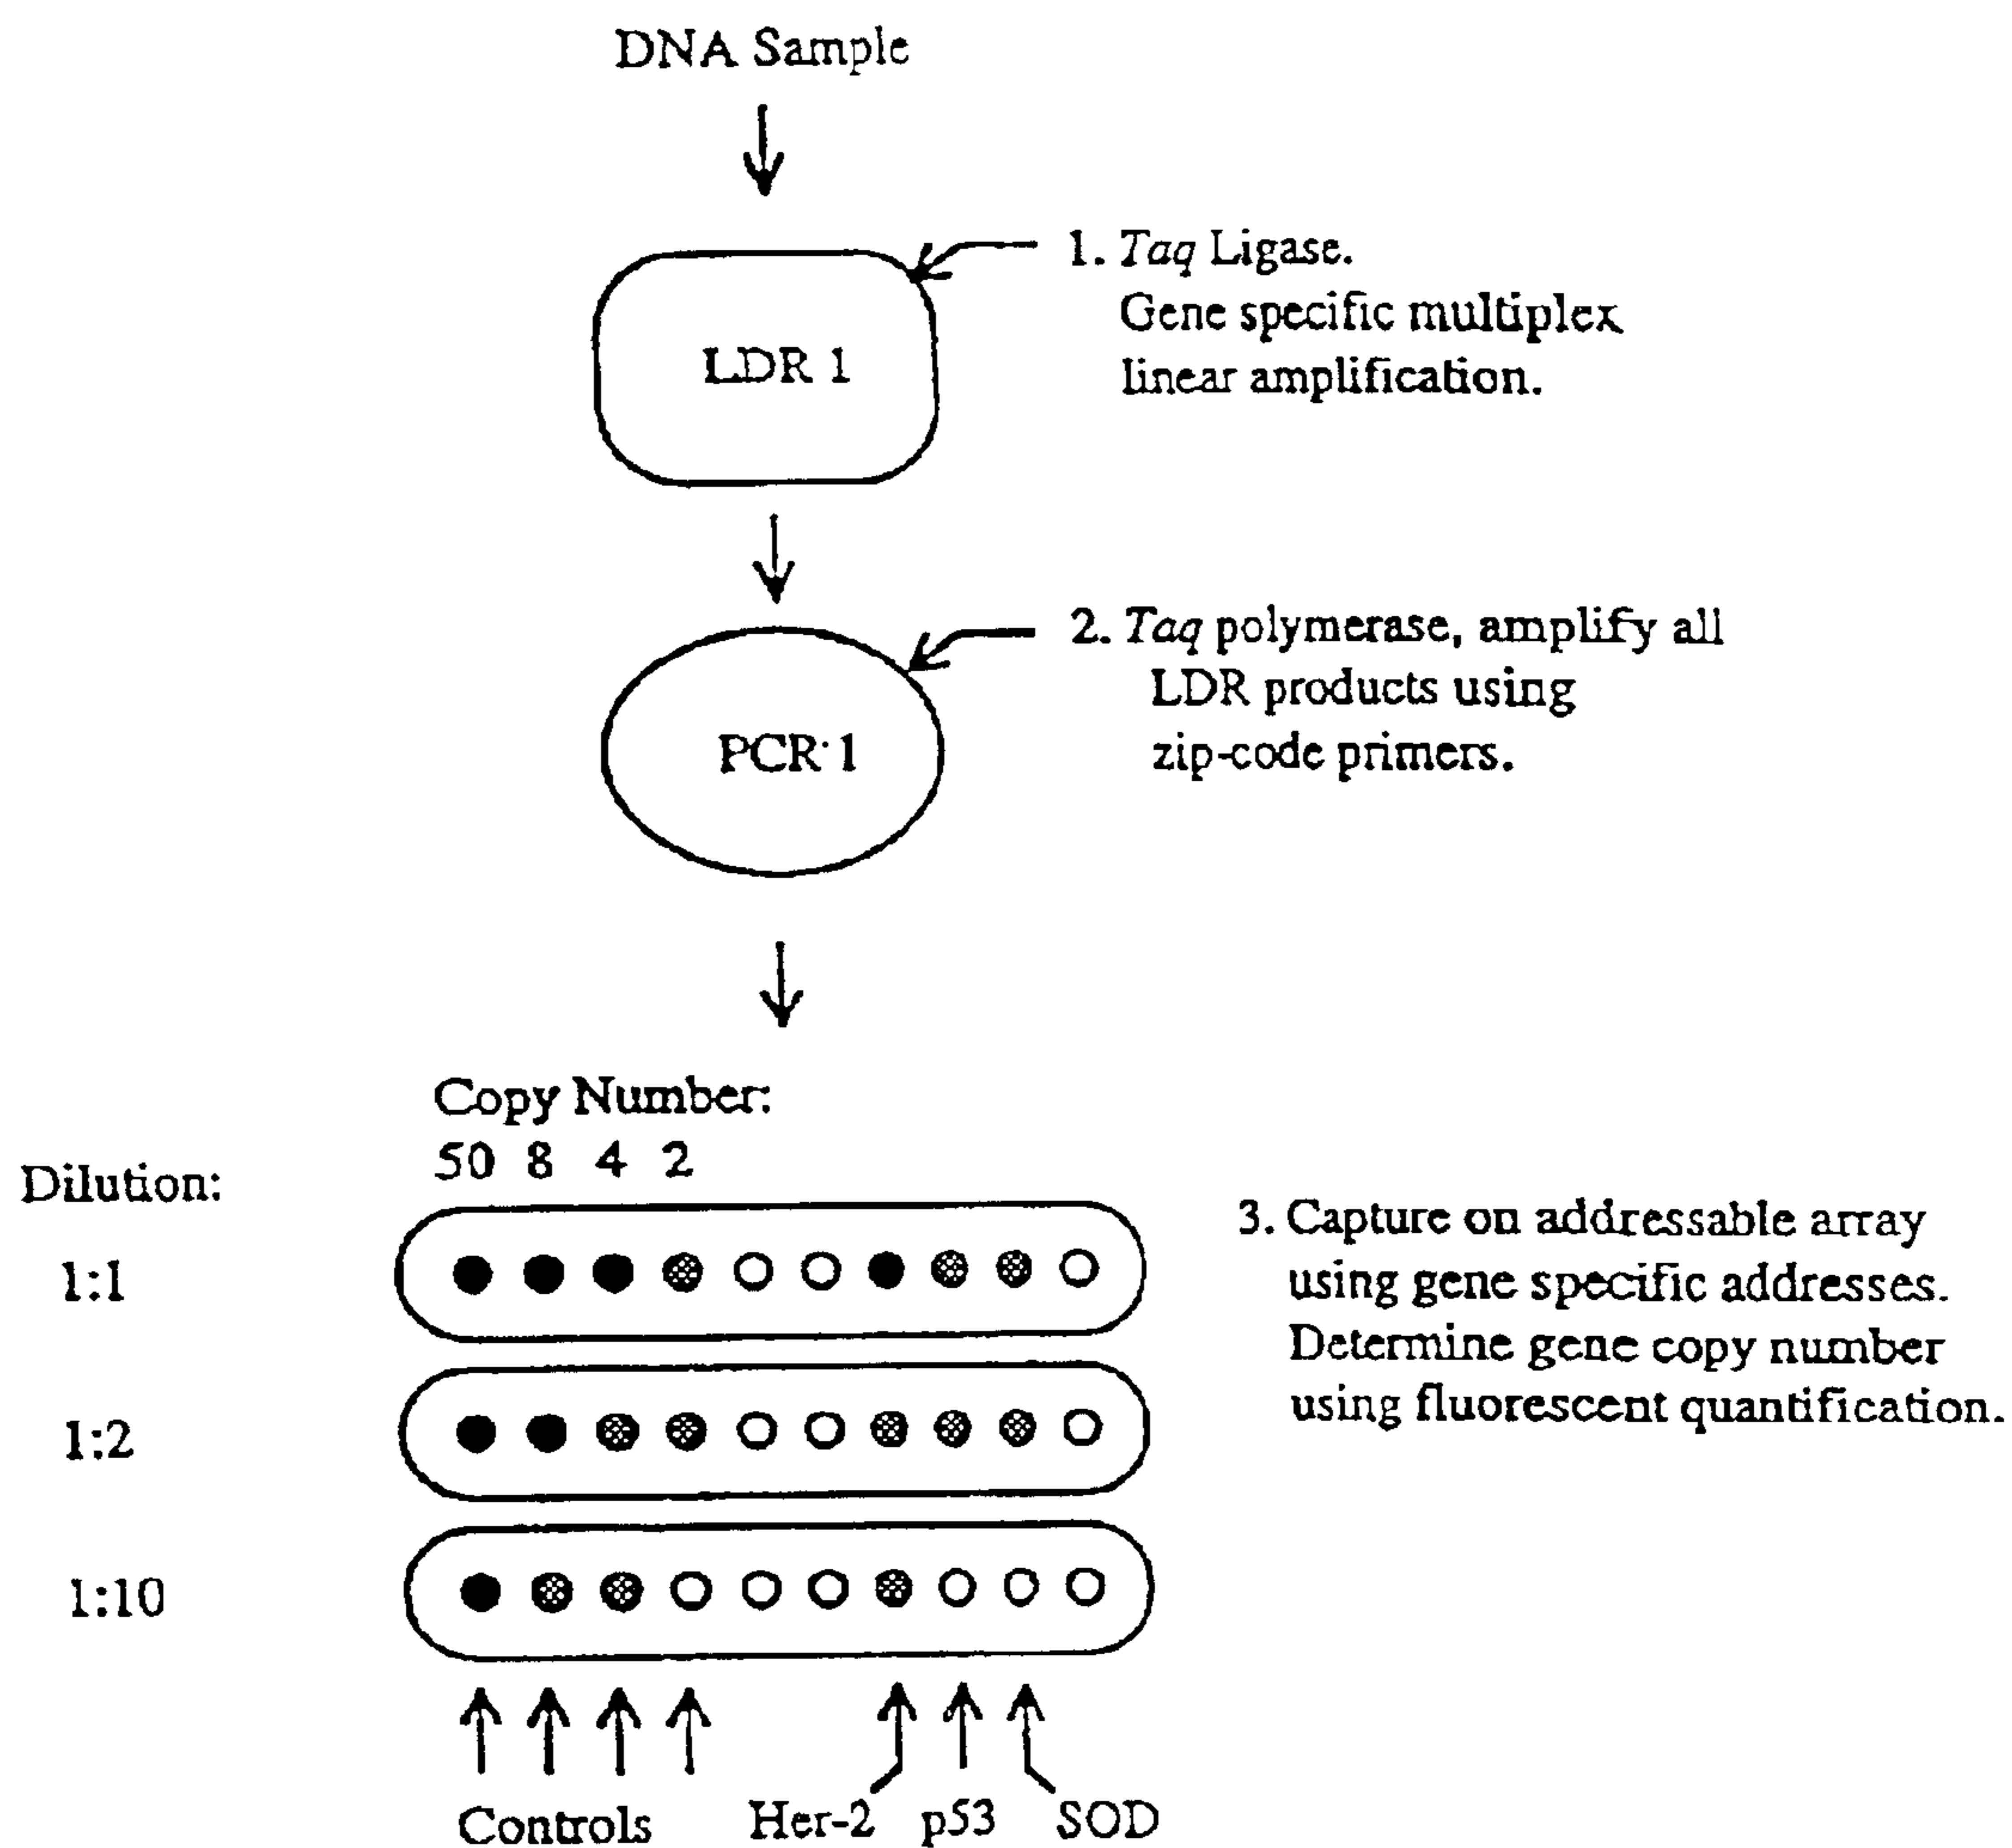 DNA Sample
1. Taq Ligase.
Gene specific multiplex
linear amplification.
LDR 1
2. Taq polymerase, amplify all
LDR products using
zip-code primers.
PCR 1
Copy Number:
50 8 4 2
Dilution:
1:1
3. Capture on addressable array
using gene specific addresses.
Determine gene copy number
using fluorescent quantification.
1:2
1:10
Controls Her-2 p53 SOD